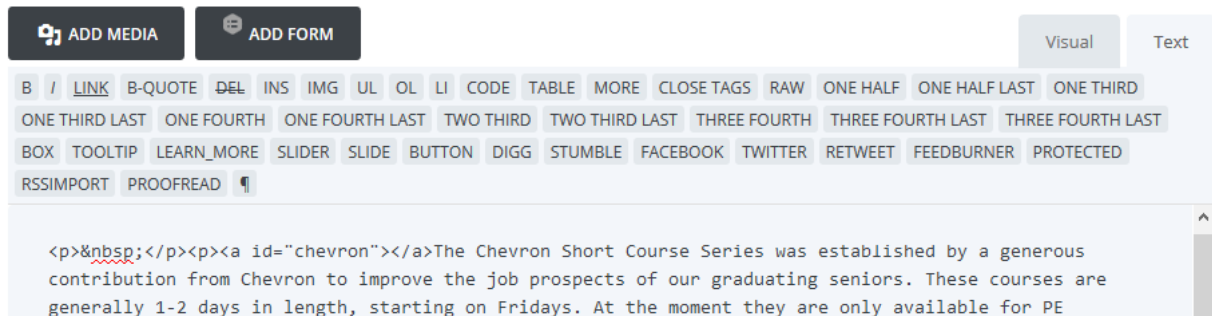 ADD MEDIA ADD FORM
Visual Text
B I LINK B-QUOTE DEL INS IMG UL OL LI CODE TABLE MORE CLOSE TAGS RAW ONE HALF ONE HALF LAST ONE THIRD
ONE THIRD LAST ONE FOURTH ONE FOURTH LAST TWO THIRD TWO THIRD LAST THREE FOURTH THREE FOURTH LAST THREE FOURTH LAST
BOX TOOLTIP LEARN_MORE SLIDER SLIDE BUTTON DIGG STUMBLE FACEBOOK TWITTER RETWEET FEEDBURNER PROTECTED
RSSIMPORT PROOFREAD ¶
<p>&nbsp;</p><p><a id="chevron"></a>The Chevron Short Course Series was established by a generous
contribution from Chevron to improve the job prospects of our graduating seniors. These courses are
generally 1-2 days in length, starting on Fridays. At the moment they are only available for PE